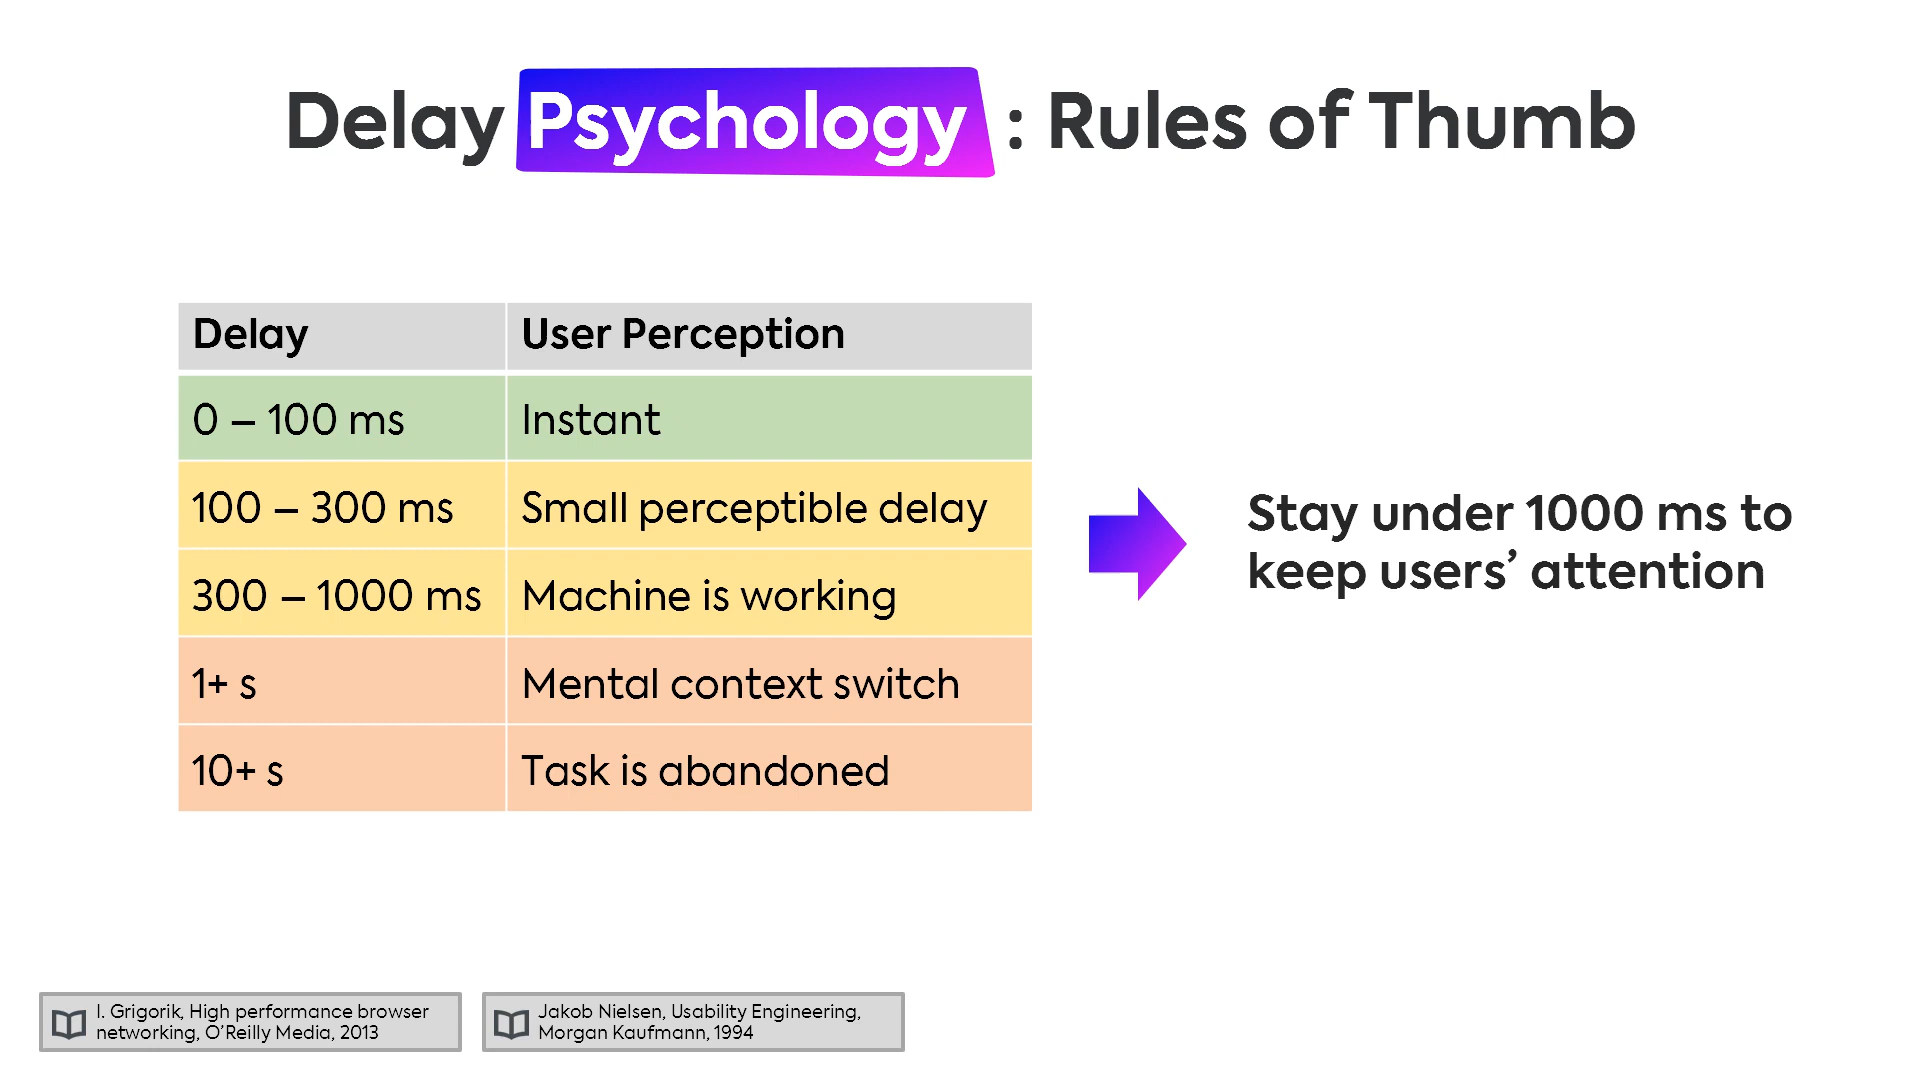 Delay Psychology : Rules of Thumb
Delay User Perception
0 – 100 ms Instant
100 – 300 ms Small perceptible delay
300 – 1000 ms Machine is working
1+ s Mental context switch
10+ s Task is abandoned
Stay under 1000 ms to
keep users’ attention
I. Grigorik, High performance browser
networking, O’Reilly Media, 2013
Jakob Nielsen, Usability Engineering,
Morgan Kaufmann, 1994